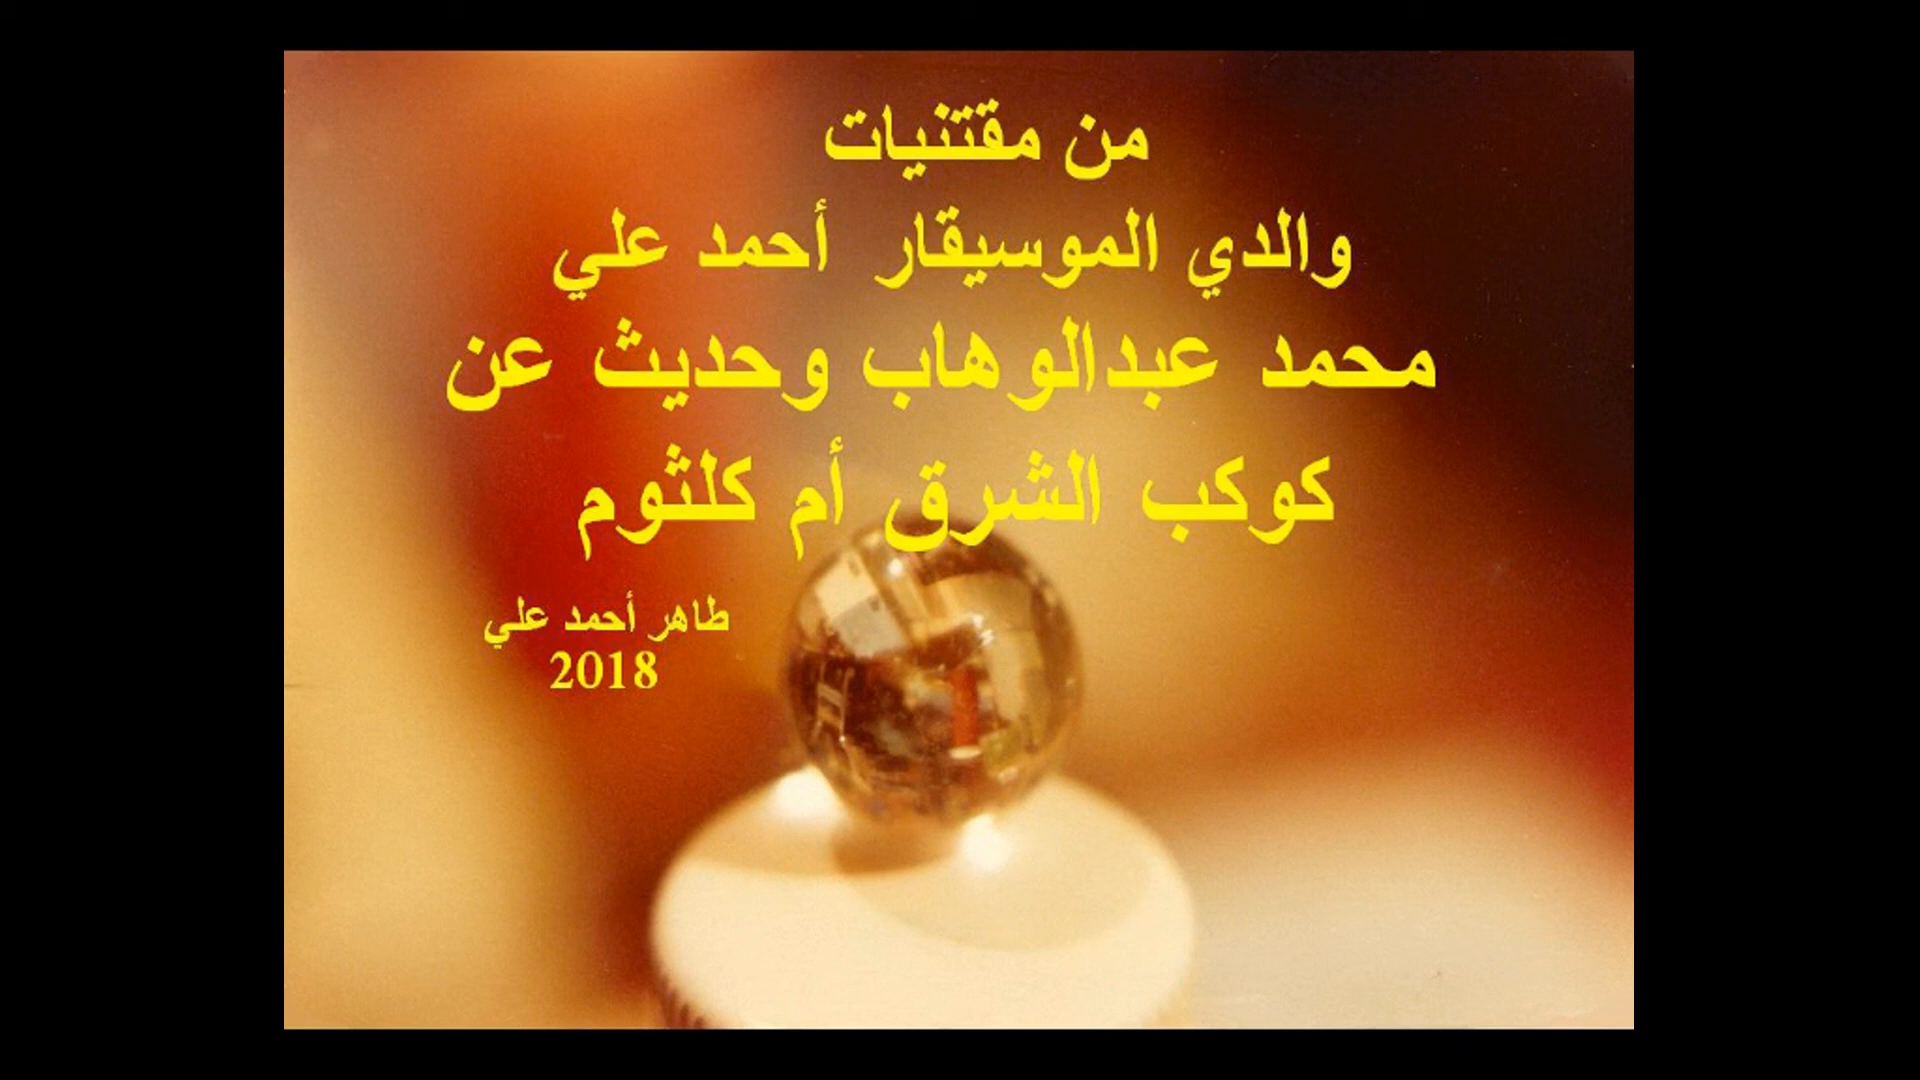 من مقتنيات
والدي الموسيقار أحمد علي
محمد عبدالوهاب وحديث عن
كوكب الشرق أم كلثوم
طاهر أحمد علي
2018